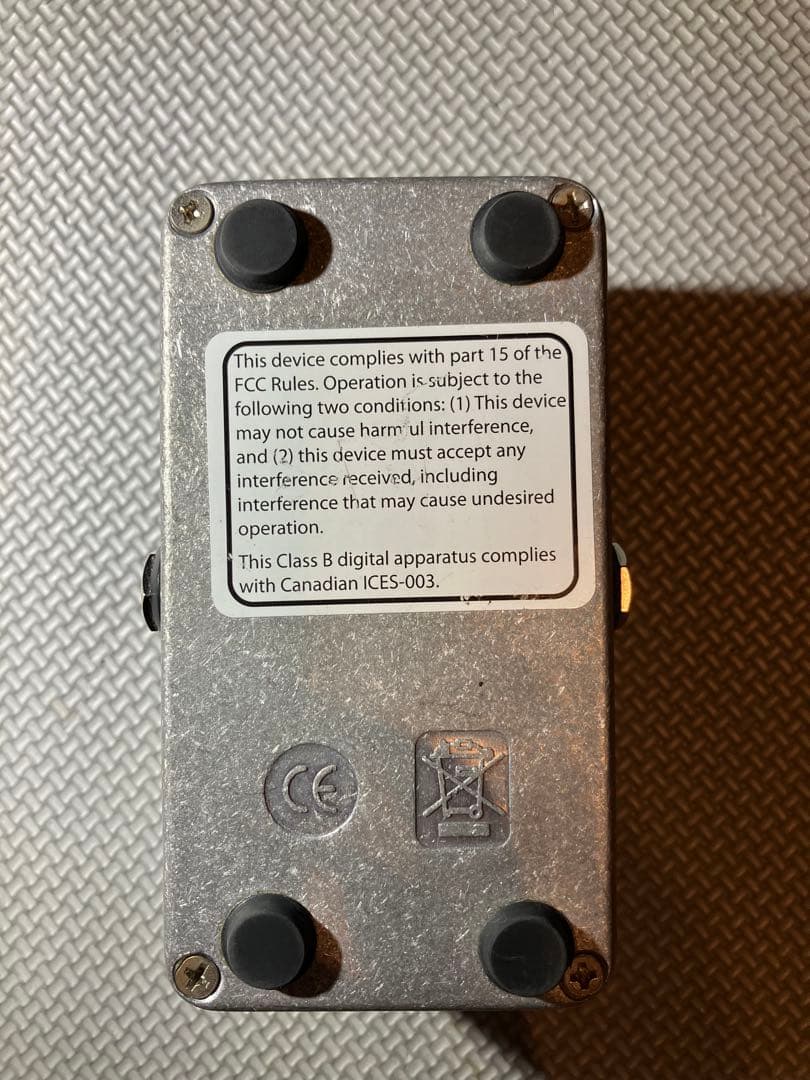 This device complies with part 15 of the
FCC Rules. Operation is subject to the
following two conditions: (1) This device
may not cause harm ul interference,
and (2) this device must accept any
interference received, including
interference that may cause undesired
operation.
This Class B digital apparatus complies
with Canadian ICES-003.
CE